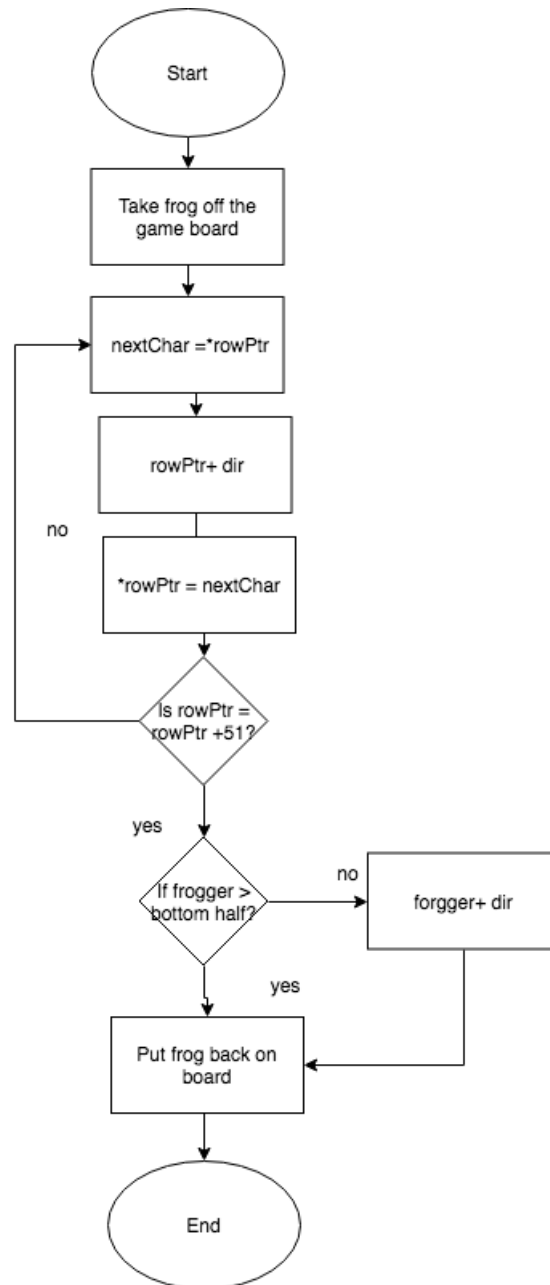 Start
Take frog off the
game board
nextChar =*rowPtr
rowPtr+ dir
no
*rowPtr = nextChar
Is rowPtr =
rowPtr +51?
yes
If frogger >
bottom half?
no
forgger+ dir
yes
Put frog back on
board
End